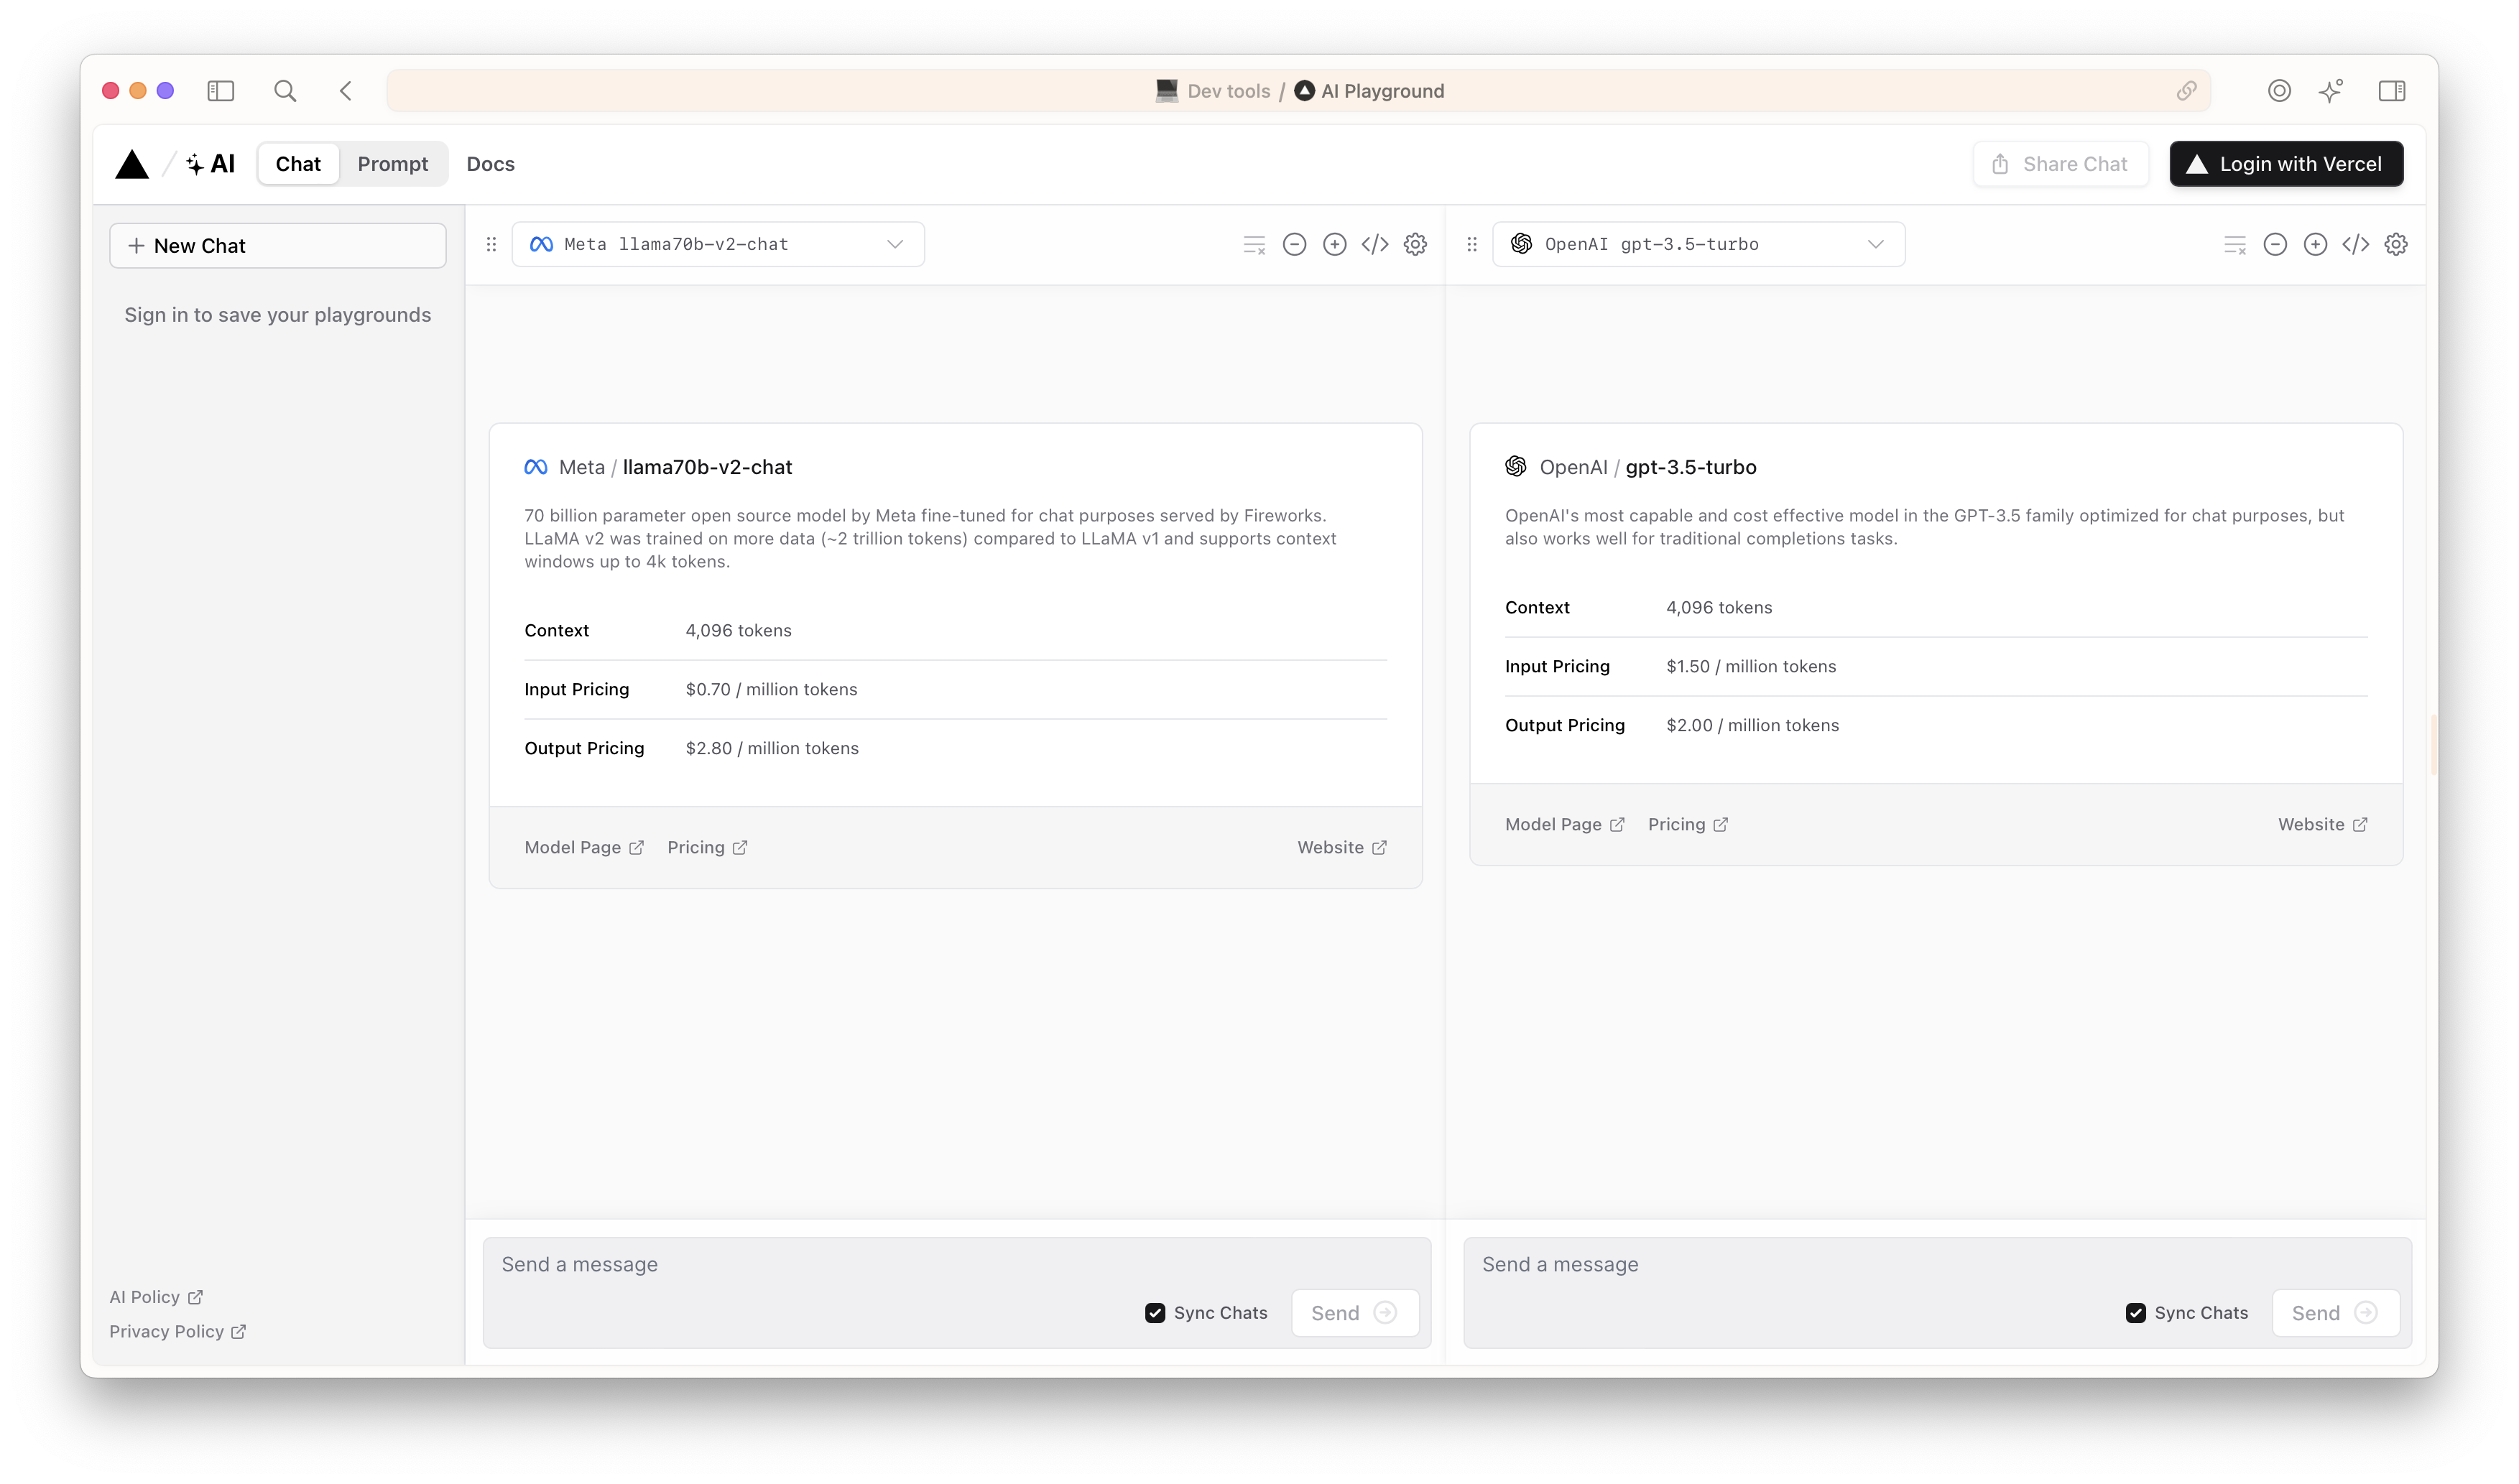 Dev tools / AI Playground
AI Chat Prompt Docs Share Chat Login with Vercel
New Chat
Sign in to save your playgrounds
AI Policy
Privacy Policy
Meta llama70b-v2-chat
Meta / llama70b-v2-chat
70 billion parameter open source model by Meta fine-tuned for chat purposes served by Fireworks.
LLaMA v2 was trained on more data (~2 trillion tokens) compared to LLaMA v1 and supports context
windows up to 4k tokens.
Context 4,096 tokens
Input Pricing $0.70 / million tokens
Output Pricing $2.80 / million tokens
Model Page Pricing Website
Send a message
Sync Chats Send
OpenAI gpt-3.5-turbo
OpenAI / gpt-3.5-turbo
OpenAI's most capable and cost effective model in the GPT-3.5 family optimized for chat purposes, but
also works well for traditional completions tasks.
Context 4,096 tokens
Input Pricing $1.50 / million tokens
Output Pricing $2.00 / million tokens
Model Page Pricing Website
Send a message
Sync Chats Send